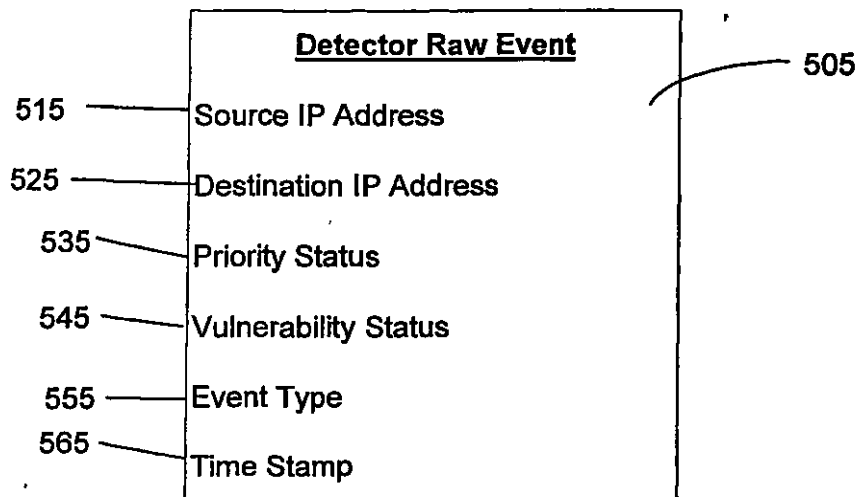 Detector Raw Event
505
515 Source IP Address
525 Destination IP Address
535 Priority Status
545 Vulnerability Status
555 Event Type
565 Time Stamp